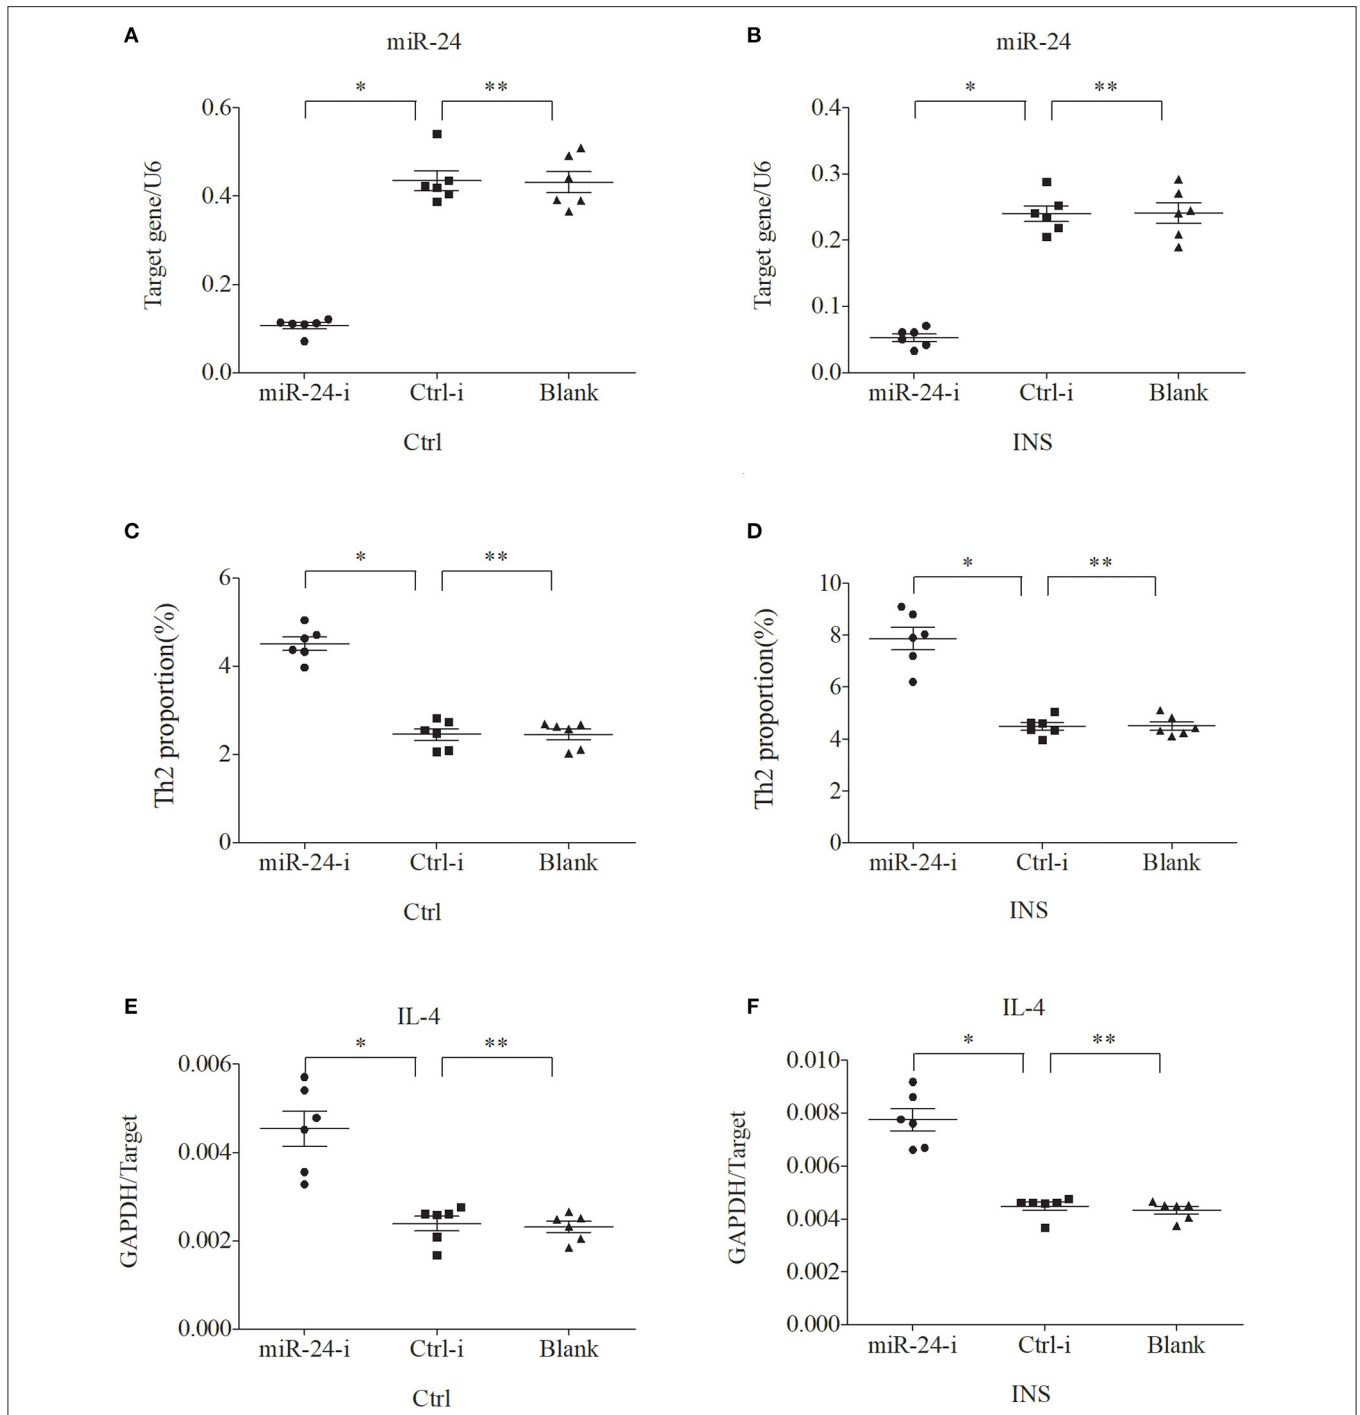 A
miR-24
* **
Target gene/U6
0.6
0.4
0.2
0.0
miR-24-i Ctrl-i Blank
Ctrl
B
miR-24
* **
Target gene/U6
0.4
0.3
0.2
0.1
0.0
miR-24-i Ctrl-i Blank
INS
C
* **
Th2 proportion(%)
6
4
2
0
miR-24-i Ctrl-i Blank
Ctrl
D
* **
Th2 proportion(%)
10
8
6
4
2
0
miR-24-i Ctrl-i Blank
INS
E
IL-4
* **
GAPDH/Target
0.006
0.004
0.002
0.000
miR-24-i Ctrl-i Blank
Ctrl
F
IL-4
* **
GAPDH/Target
0.010
0.008
0.006
0.004
0.002
0.000
miR-24-i Ctrl-i Blank
INS